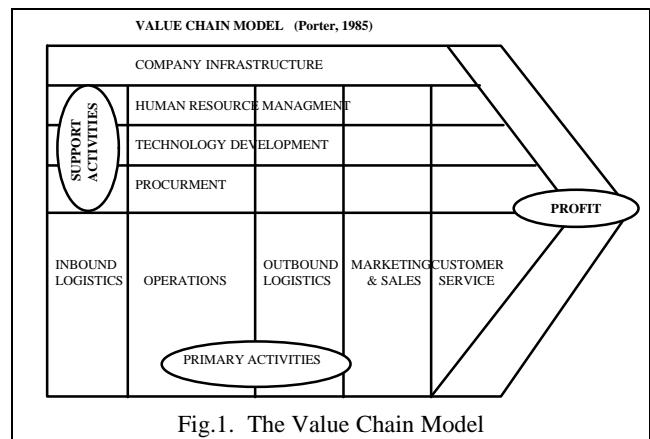 VALUE CHAIN MODEL (Porter, 1985)
COMPANY INFRASTRUCTURE
HUMAN RESOURCE MANAGMENT
TECHNOLOGY DEVELOPMENT
PROCURMENT
SUPPORT
ACTIVITIES
PROFIT
INBOUND
LOGISTICS
OPERATIONS
OUTBOUND
LOGISTICS
MARKETING
& SALES
CUSTOMER
SERVICE
PRIMARY ACTIVITIES
Fig.1. The Value Chain Model